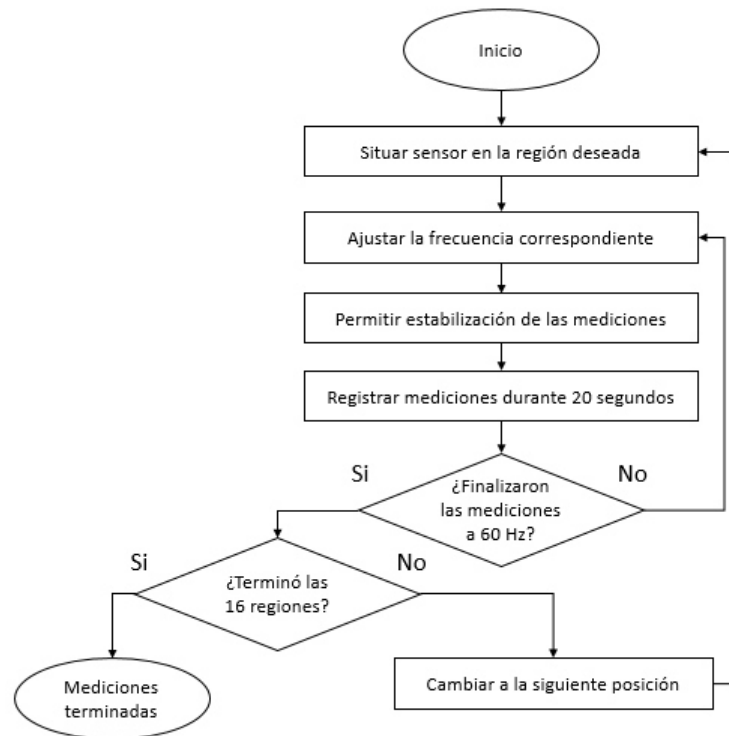 Inicio
Situar sensor en la región deseada
Ajustar la frecuencia correspondiente
Permitir estabilización de las mediciones
Registrar mediciones durante 20 segundos
Si
No
¿Finalizaron
las mediciones
a 60 Hz?
Si
No
¿Terminó las
16 regiones?
Mediciones
terminadas
Cambiar a la siguiente posición